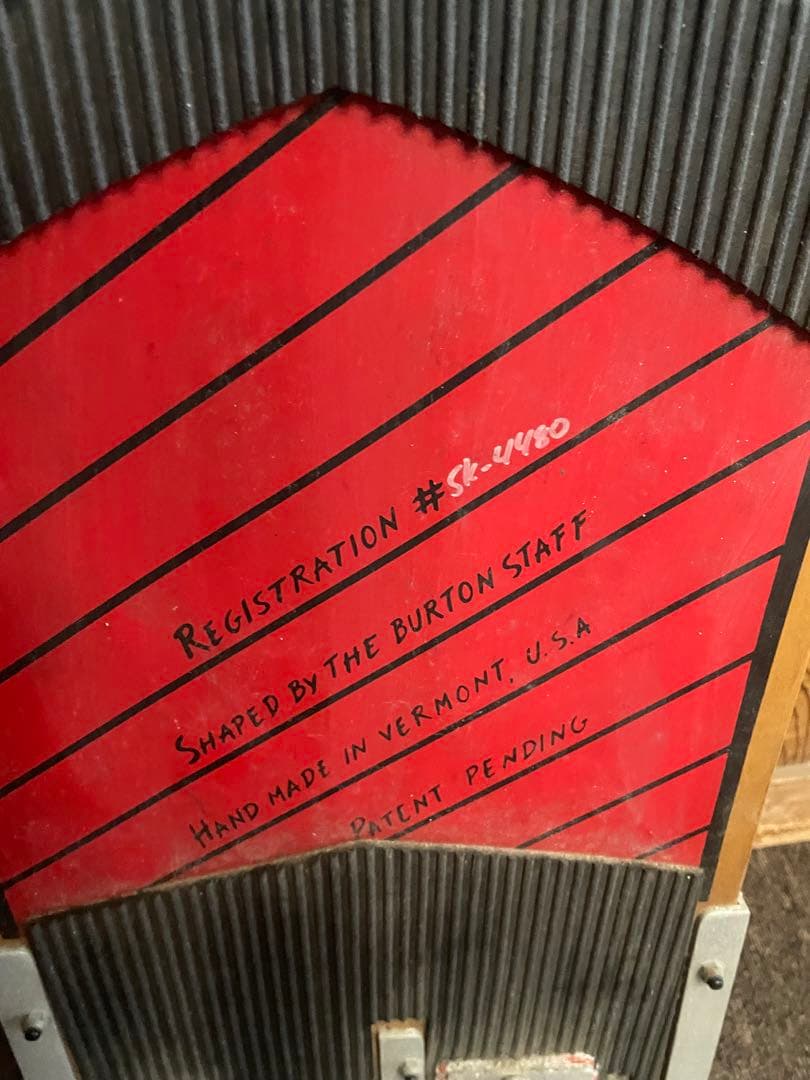 REGISTRATION #SK-4480
SHAPED BY THE BURTON STAFF
HAND MADE IN VERMONT, U.S.A
PATENT PENDING